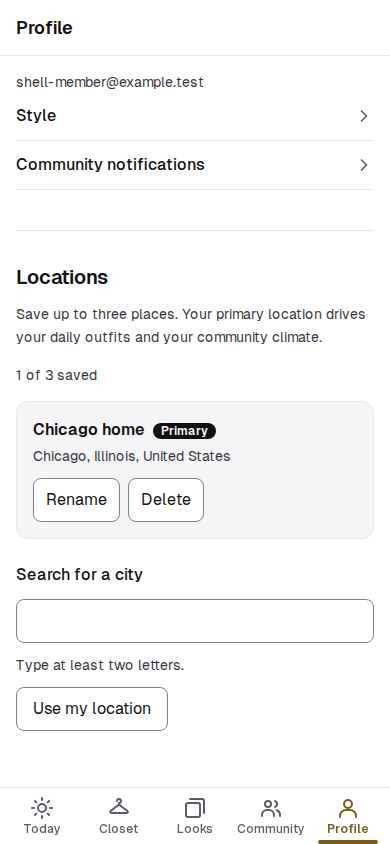 Profile
shell-member@example.test
Style
Community notifications
Locations
Save up to three places. Your primary location drives
your daily outfits and your community climate.
1 of 3 saved
Chicago home Primary
Chicago, Illinois, United States
Rename Delete
Search for a city
Type at least two letters.
Use my location
Today Closet Looks Community Profile